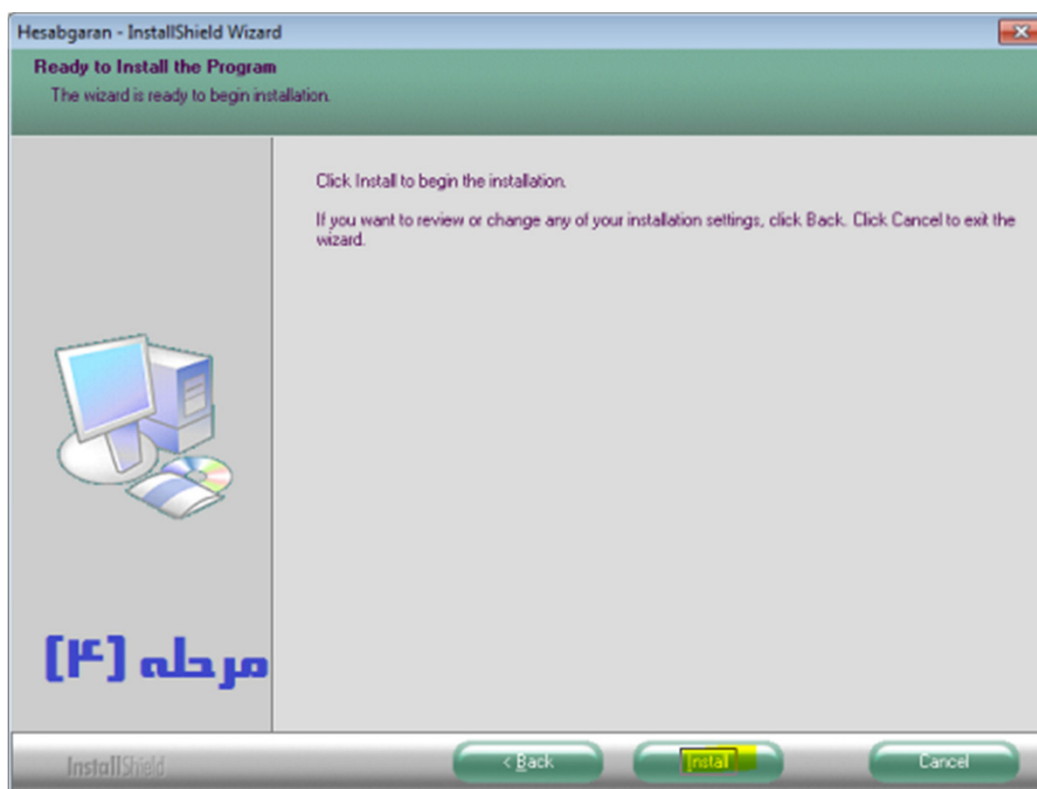 Hesabgaran - InstallShield Wizard
Ready to Install the Program
The wizard is ready to begin installation.
Click Install to begin the installation.
If you want to review or change any of your installation settings, click Back. Click Cancel to exit the
wizard.
مرحله [۴]
InstallShield
< Back
Install
Cancel